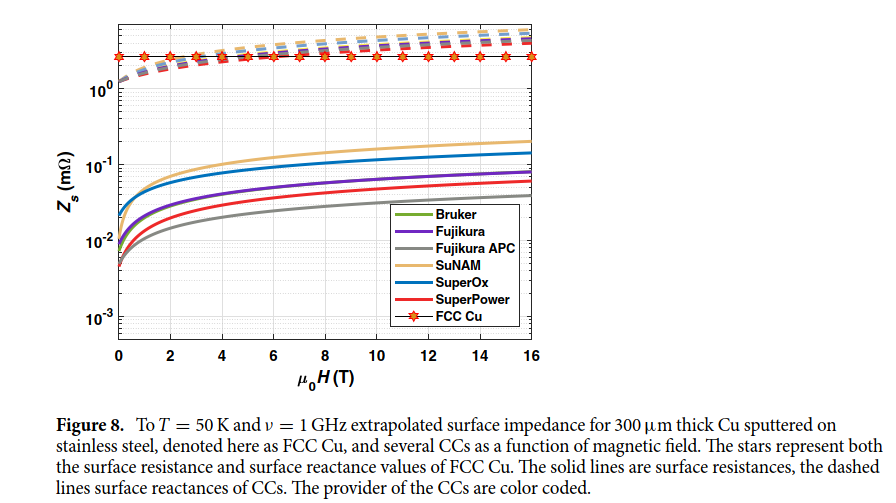 10⁰
10⁻¹
10⁻²
10⁻³
Zₛ (mΩ)
Bruker
Fujikura
Fujikura APC
SuNAM
SuperOx
SuperPower
FCC Cu
0 2 4 6 8 10 12 14 16
μ₀H (T)
Figure 8. To T = 50 K and ν = 1 GHz extrapolated surface impedance for 300 μm thick Cu sputtered on
stainless steel, denoted here as FCC Cu, and several CCs as a function of magnetic field. The stars represent both
the surface resistance and surface reactance values of FCC Cu. The solid lines are surface resistances, the dashed
lines surface reactances of CCs. The provider of the CCs are color coded.